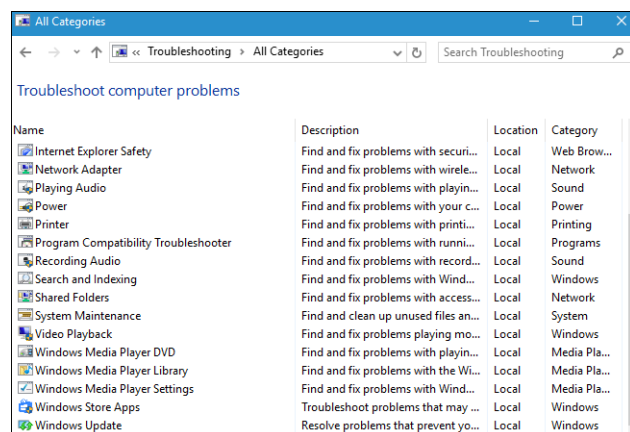 All Categories
« Troubleshooting › All Categories Search Troubleshooting
Troubleshoot computer problems
Name Description Location Category
Internet Explorer Safety Find and fix problems with securi... Local Web Brow...
Network Adapter Find and fix problems with wirele... Local Network
Playing Audio Find and fix problems with playin... Local Sound
Power Find and fix problems with your c... Local Power
Printer Find and fix problems with printi... Local Printing
Program Compatibility Troubleshooter Find and fix problems with runni... Local Programs
Recording Audio Find and fix problems with record... Local Sound
Search and Indexing Find and fix problems with Wind... Local Windows
Shared Folders Find and fix problems with access... Local Network
System Maintenance Find and clean up unused files an... Local System
Video Playback Find and fix problems playing mo... Local Windows
Windows Media Player DVD Find and fix problems with playin... Local Media Pla...
Windows Media Player Library Find and fix problems with the Wi... Local Media Pla...
Windows Media Player Settings Find and fix problems with Wind... Local Media Pla...
Windows Store Apps Troubleshoot problems that may ... Local Windows
Windows Update Resolve problems that prevent yo... Local Windows